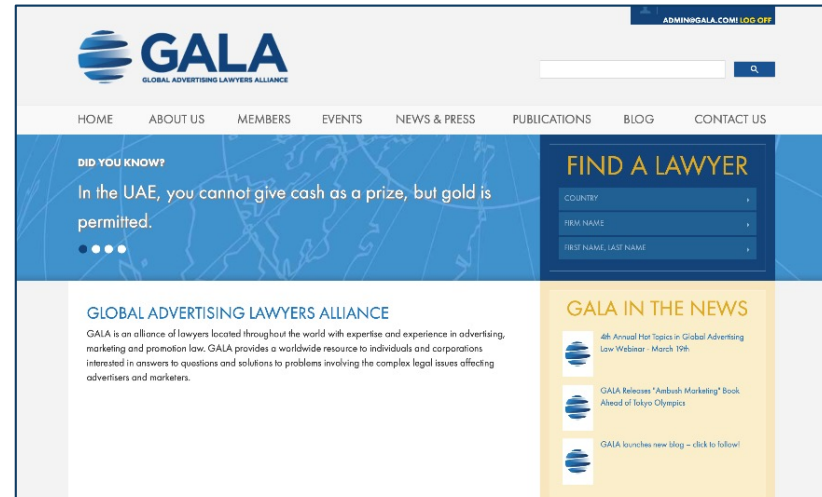 ADMIN@GALA.COM! LOG OFF
GALA
GLOBAL ADVERTISING LAWYERS ALLIANCE
HOME ABOUT US MEMBERS EVENTS NEWS & PRESS PUBLICATIONS BLOG CONTACT US
DID YOU KNOW?
In the UAE, you cannot give cash as a prize, but gold is
permitted.
FIND A LAWYER
COUNTRY
FIRM NAME
FIRST NAME, LAST NAME
GLOBAL ADVERTISING LAWYERS ALLIANCE
GALA is an alliance of lawyers located throughout the world with expertise and experience in advertising,
marketing and promotion law. GALA provides a worldwide resource to individuals and corporations
interested in answers to questions and solutions to problems involving the complex legal issues affecting
advertisers and marketers.
GALA IN THE NEWS
4th Annual Hot Topics in Global Advertising
Law Webinar - March 19th
GALA Releases "Ambush Marketing" Book
Ahead of Tokyo Olympics
GALA launches new blog – click to follow!